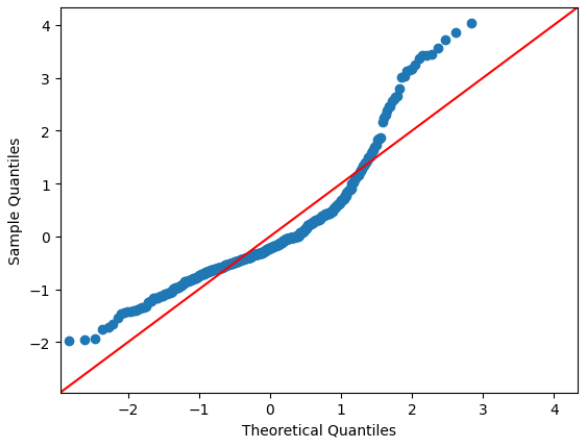 4
3
2
1
0
−1
−2
Sample Quantiles
−2 −1 0 1 2 3 4
Theoretical Quantiles